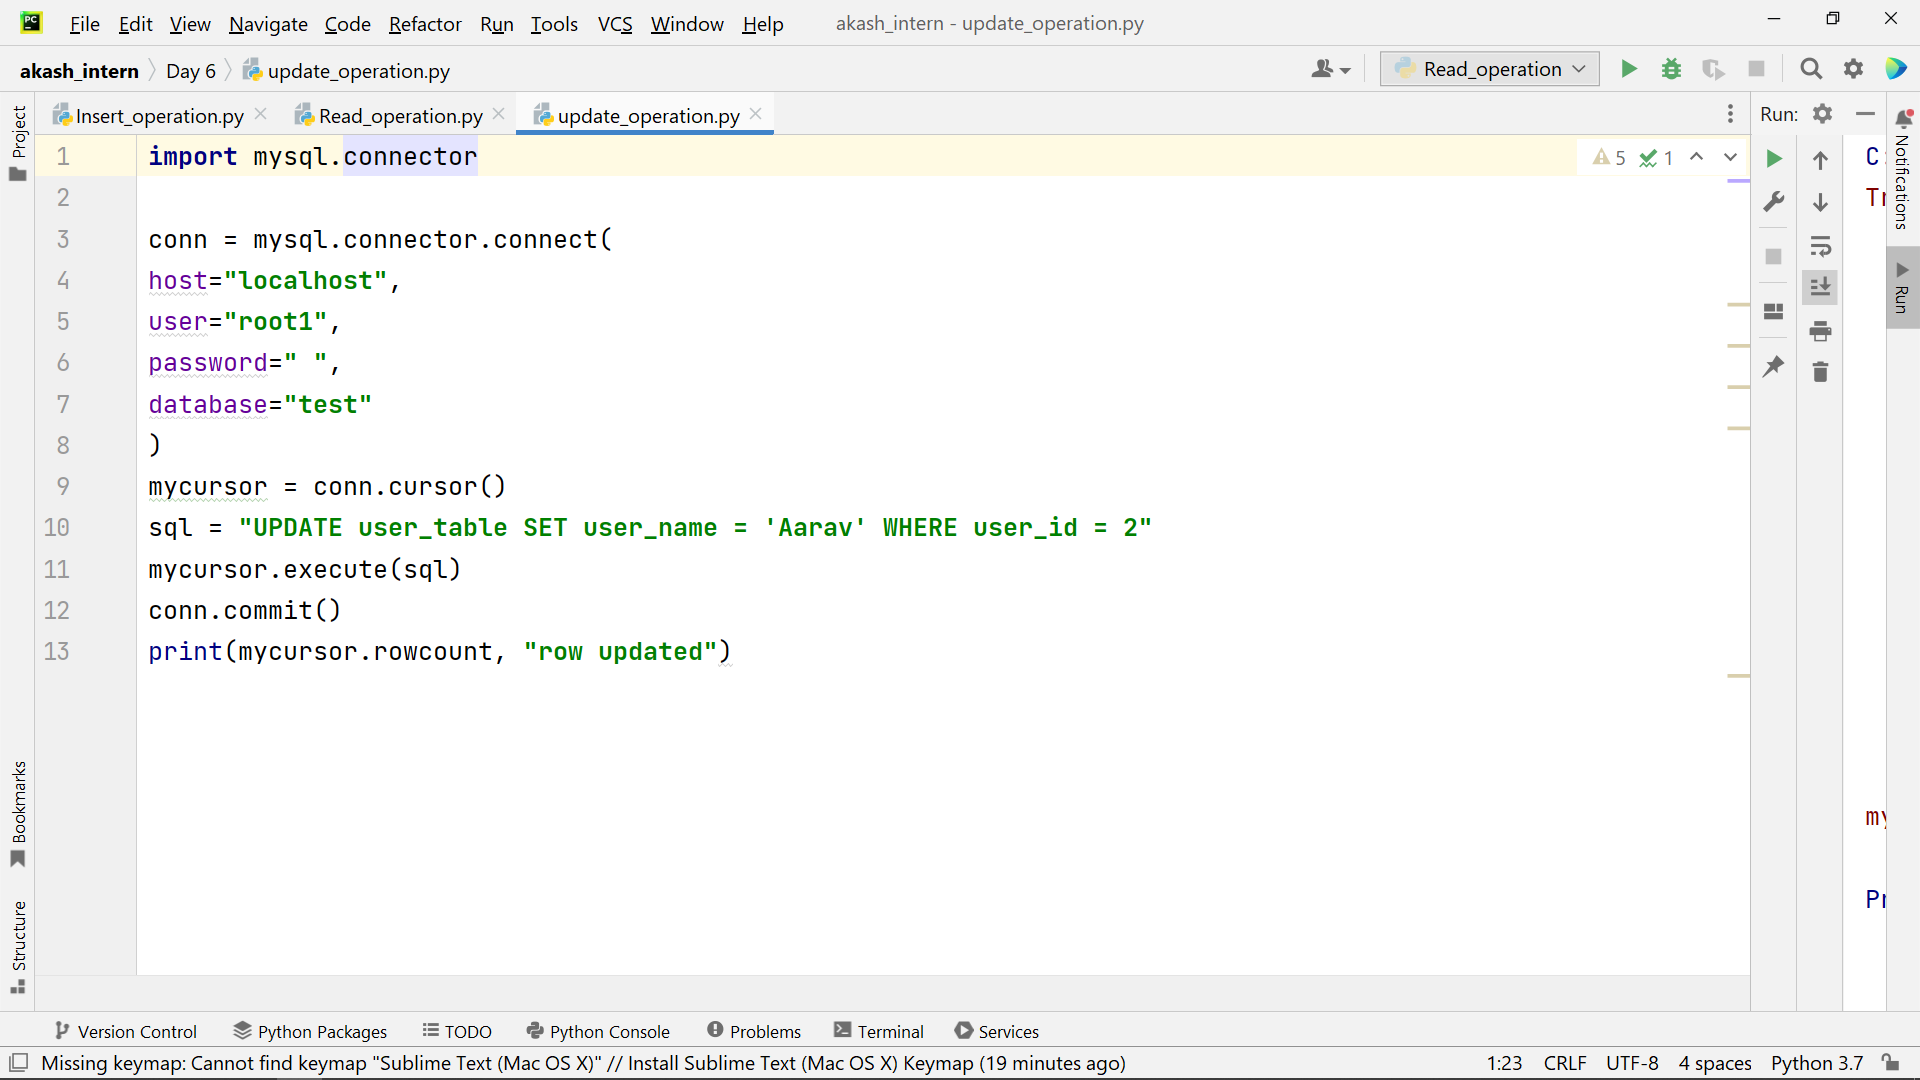 PC
File Edit View Navigate Code Refactor Run Tools VCS Window Help akash_intern - update_operation.py
akash_intern Day 6 update_operation.py Read_operation
Project
Insert_operation.py Read_operation.py update_operation.py Run:
Notifications
Run
5 1
1 import mysql.connector
2
3 conn = mysql.connector.connect(
4 host="localhost",
5 user="root1",
6 password=" ",
7 database="test"
8 )
9 mycursor = conn.cursor()
10 sql = "UPDATE user_table SET user_name = 'Aarav' WHERE user_id = 2"
11 mycursor.execute(sql)
12 conn.commit()
13 print(mycursor.rowcount, "row updated")
Bookmarks
Structure
Version Control Python Packages TODO Python Console Problems Terminal Services
Missing keymap: Cannot find keymap "Sublime Text (Mac OS X)" // Install Sublime Text (Mac OS X) Keymap (19 minutes ago) 1:23 CRLF UTF-8 4 spaces Python 3.7